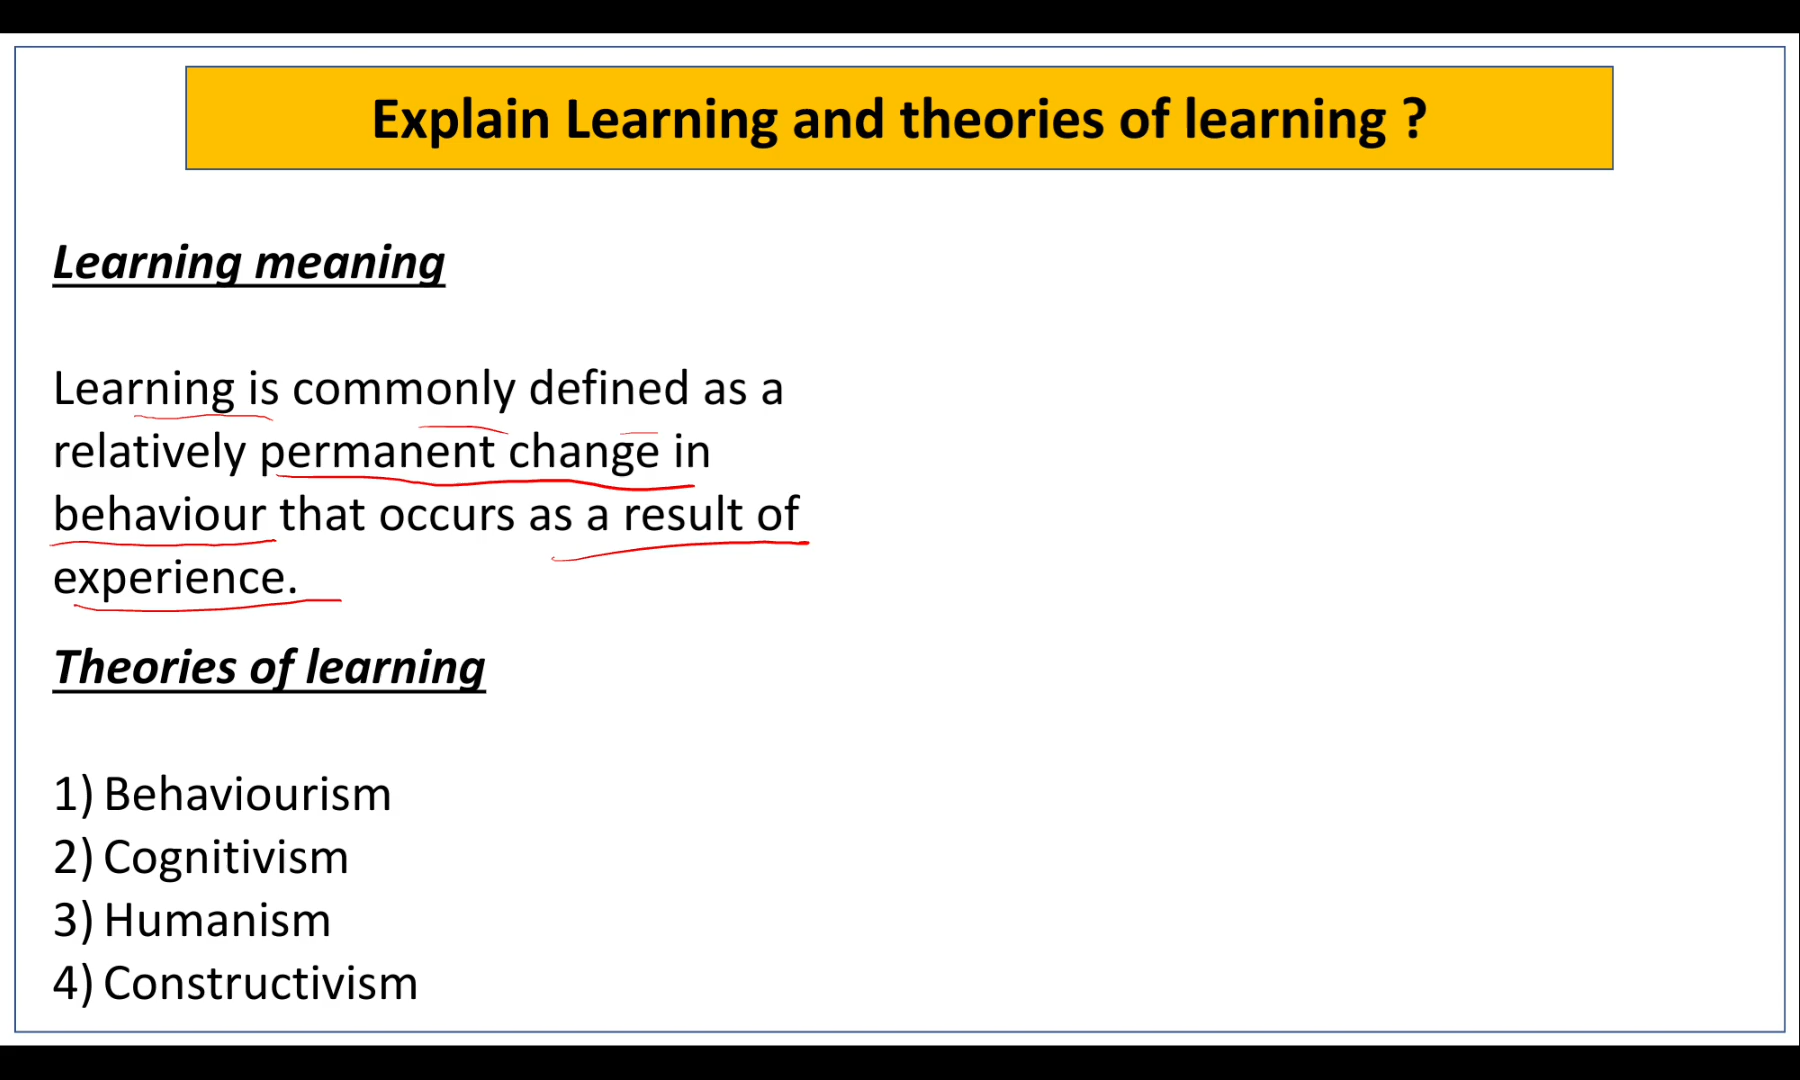 Explain Learning and theories of learning ?
Learning meaning
Learning is commonly defined as a
relatively permanent change in
behaviour that occurs as a result of
experience.
Theories of learning
1) Behaviourism
2) Cognitivism
3) Humanism
4) Constructivism